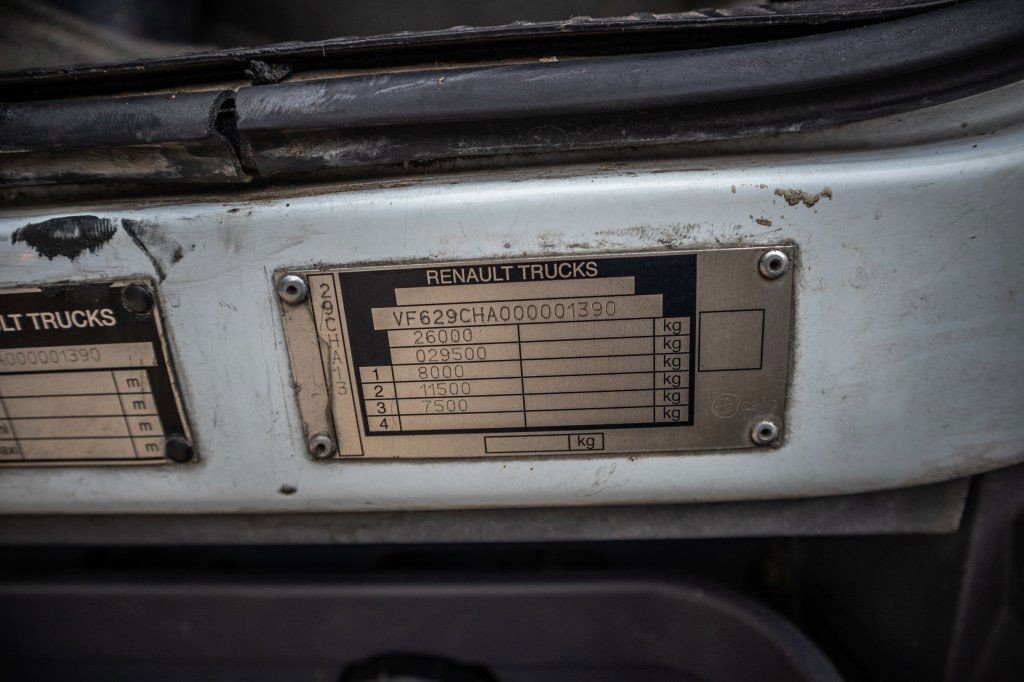 LT TRUCKS
A000001390
m
m
m
m
RENAULT TRUCKS
29CHA13
VF629CHA000001390
26000 kg
029500 kg
1 8000 kg
2 11500 kg
3 7500 kg
4 kg
kg